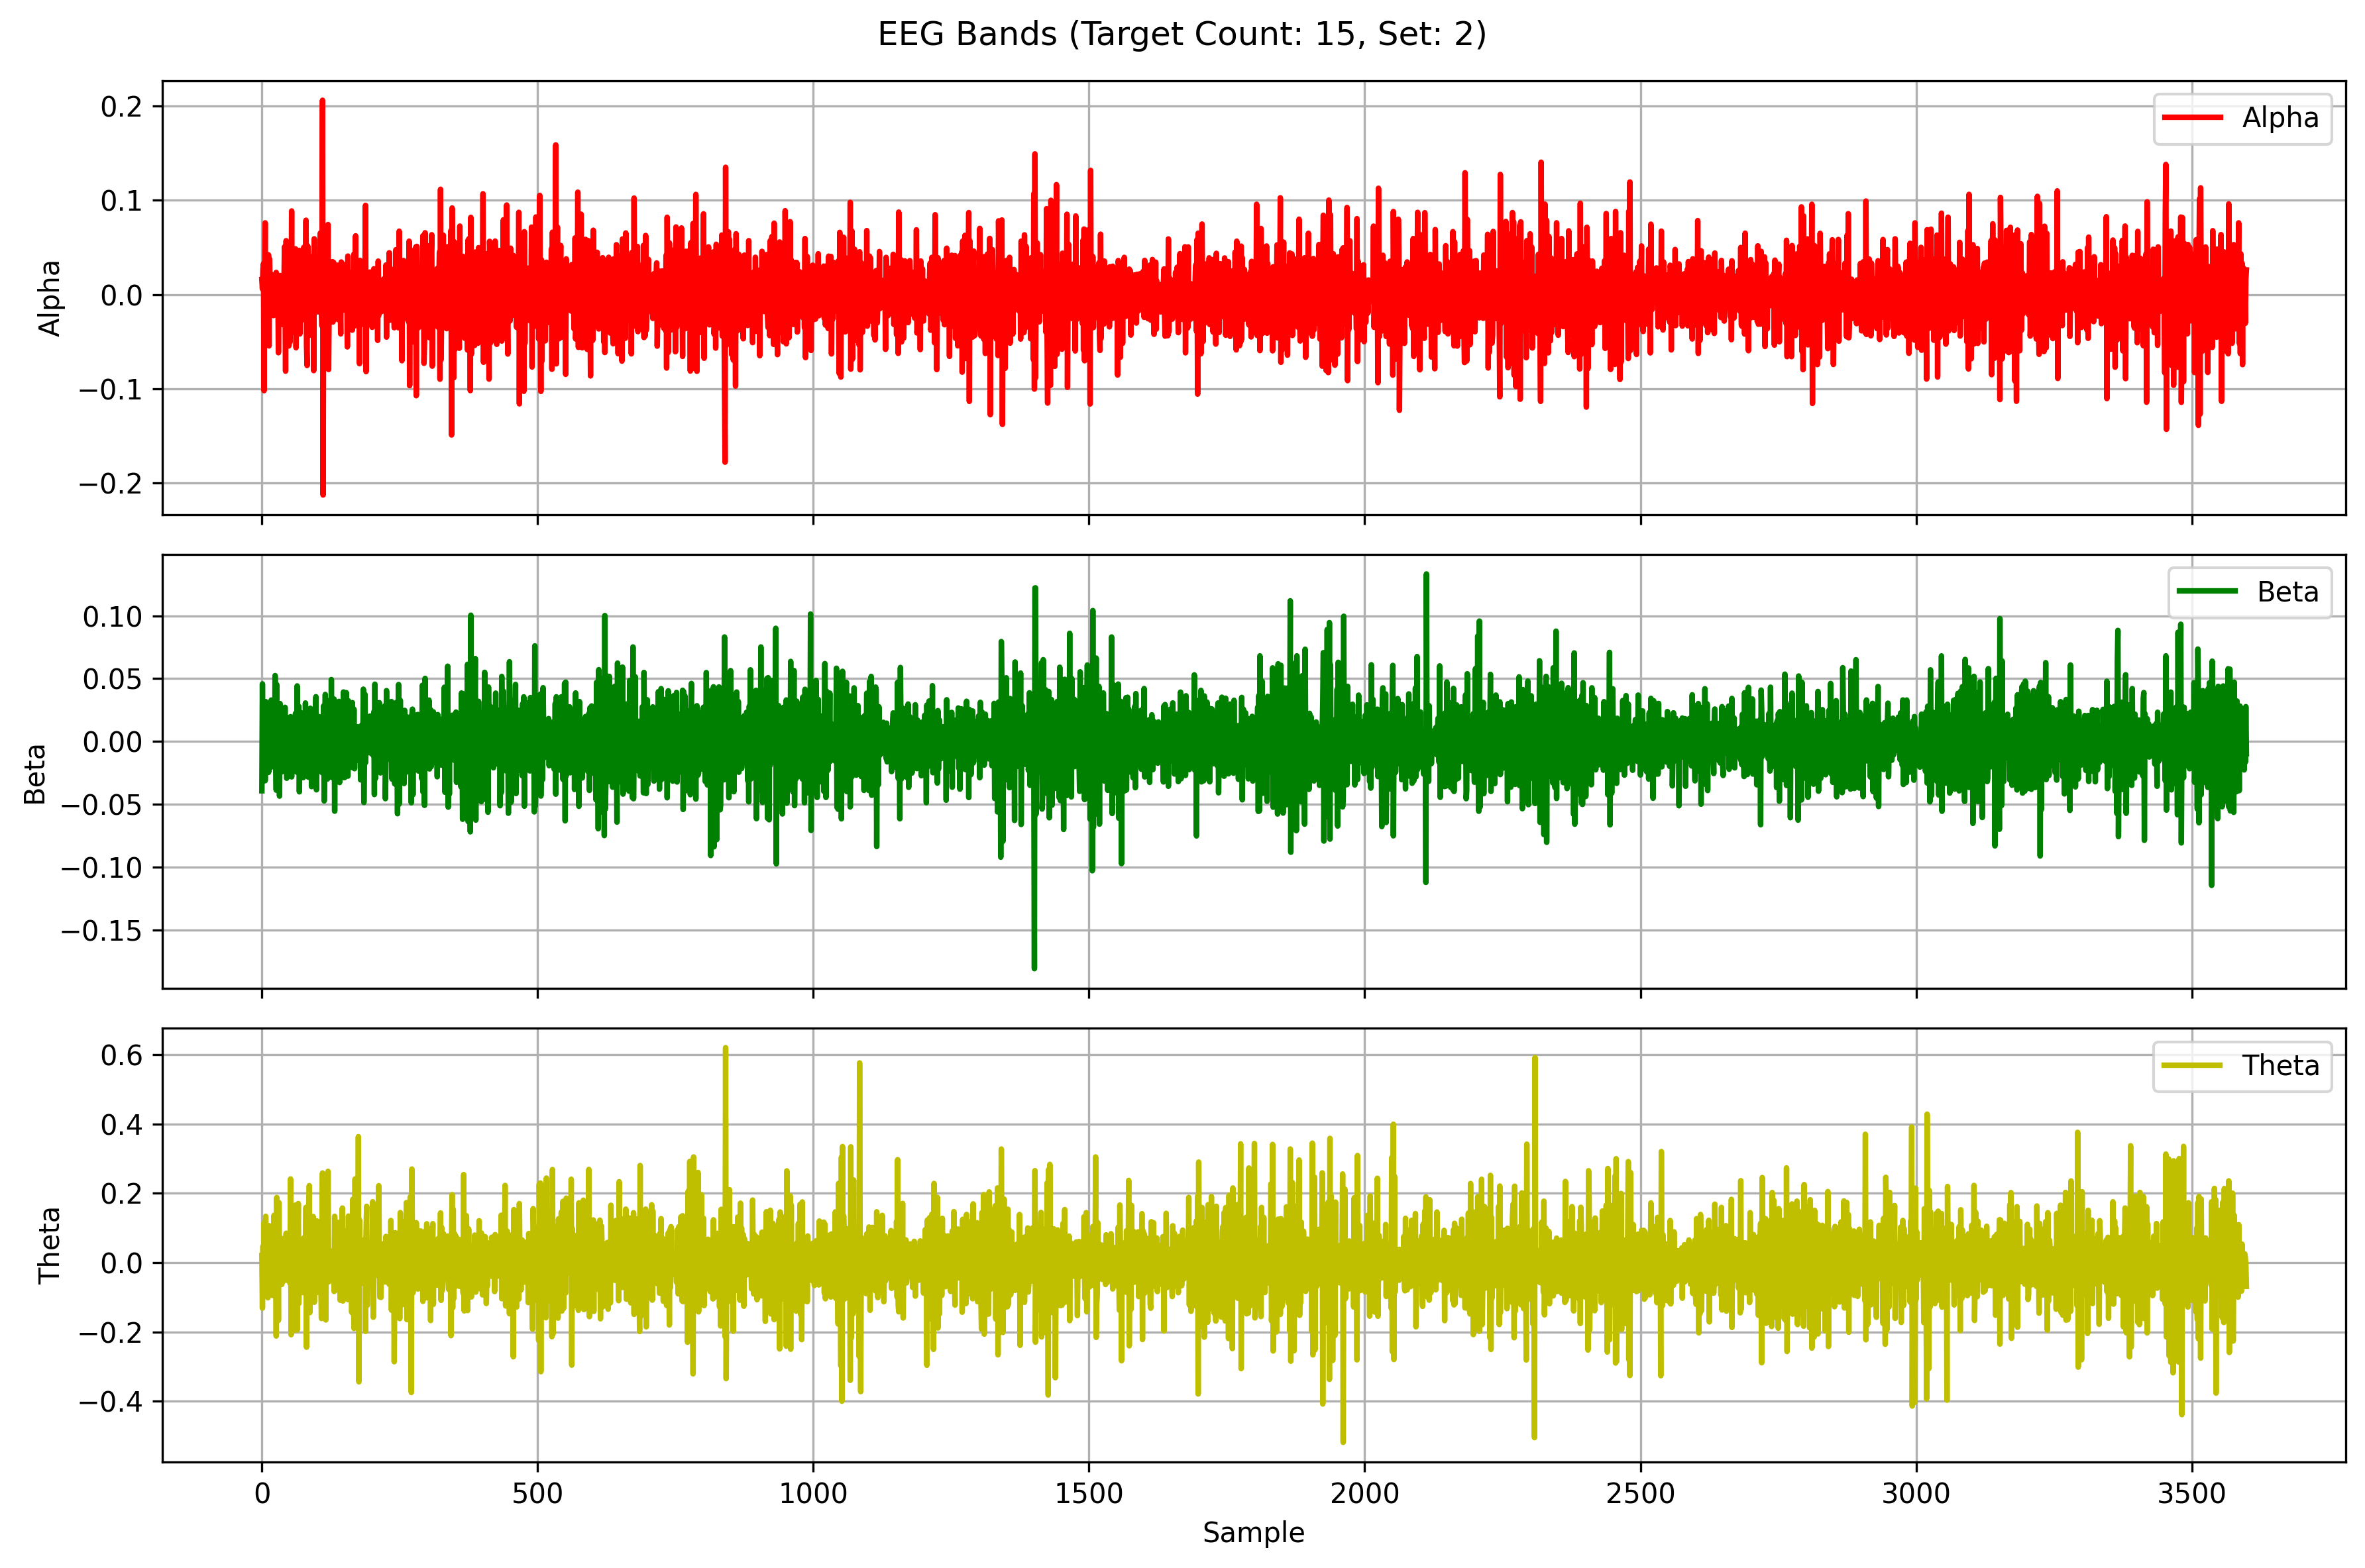 EEG Bands (Target Count: 15, Set: 2)
Alpha
0.2
0.1
0.0
−0.1
−0.2
Alpha
Beta
0.10
0.05
0.00
−0.05
−0.10
−0.15
Beta
Theta
0.6
0.4
0.2
0.0
−0.2
−0.4
Theta
0 500 1000 1500 2000 2500 3000 3500
Sample